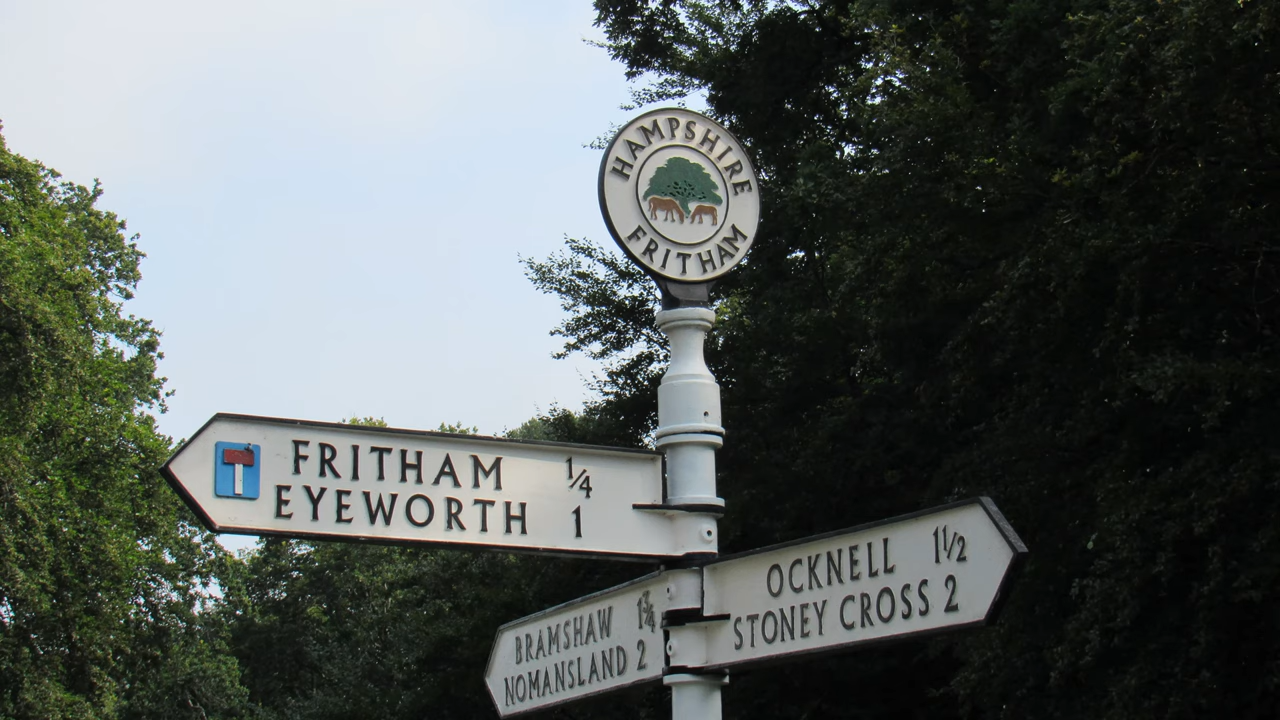 HAMPSHIRE
FRITHAM
FRITHAM 1/4
EYEWORTH 1
OCKNELL 1 1/2
STONEY CROSS 2
BRAMSHAW 1 3/4
NOMANSLAND 2